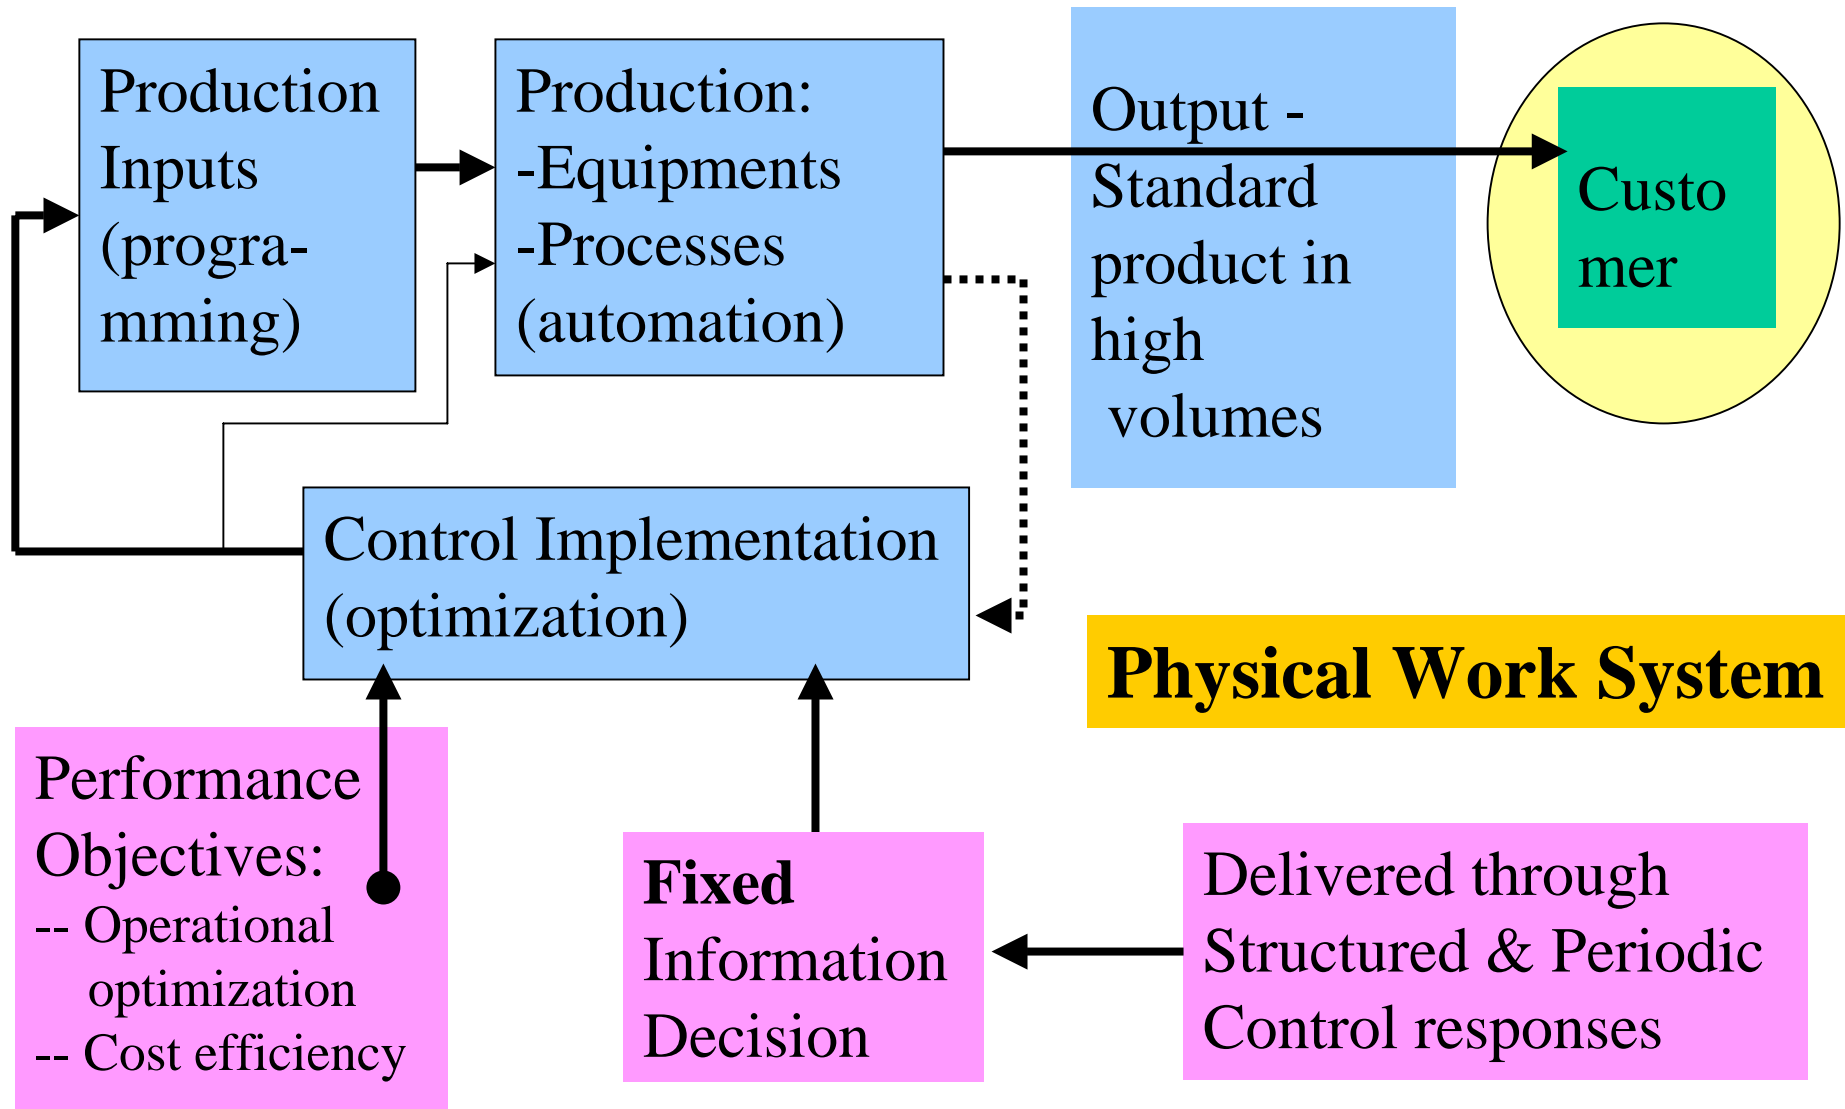 Production
Inputs
(progra-
mming)
Production:
-Equipments
-Processes
(automation)
Output -
Standard
product in
high
volumes
Custo
mer
Control Implementation
(optimization)
Physical Work System
Performance
Objectives:
-- Operational
optimization
-- Cost efficiency
Fixed
Information
Decision
Delivered through
Structured & Periodic
Control responses